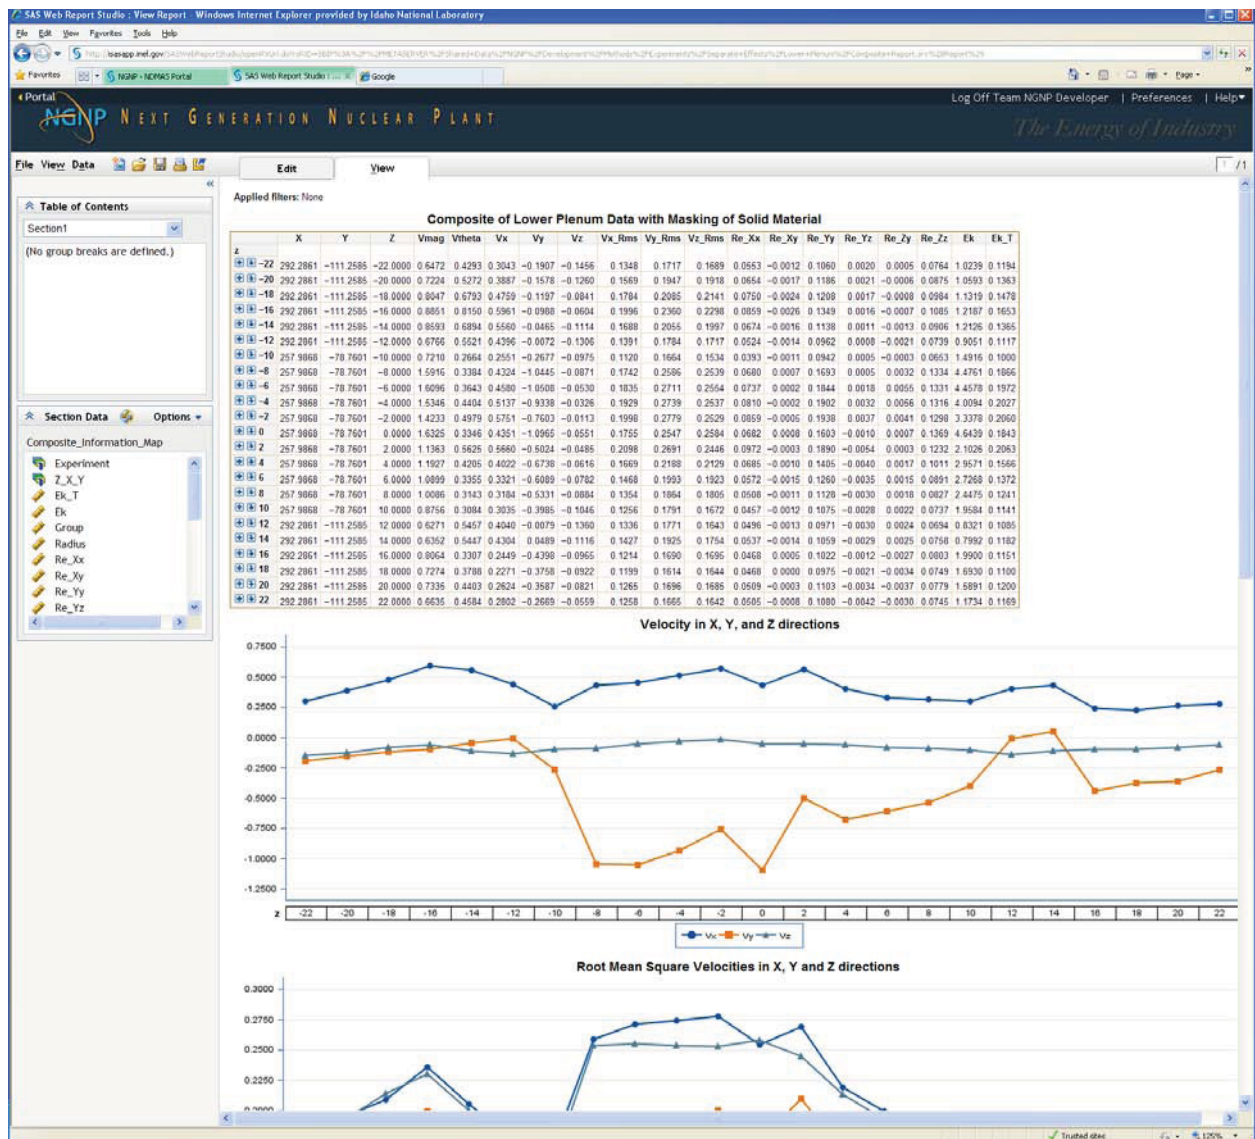 SAS Web Report Studio : View Report - Windows Internet Explorer provided by Idaho National Laboratory
File Edit View Favorites Tools Help
Favorites NGNP - NDMAS Portal SAS Web Report Studio : ... Google Page
Portal Log Off Team NGNP Developer | Preferences | Help
NGNP NEXT GENERATION NUCLEAR PLANT
The Energy of Industry
File View Data Edit View 1 /1
Applied filters: None
Table of Contents
Section1
(No group breaks are defined.)
Section Data Options
Composite_Information_Map
Experiment
Z_X_Y
Ek_T
Ek
Group
Radius
Re_Xx
Re_Xy
Re_Yy
Re_Yz
Composite of Lower Plenum Data with Masking of Solid Material
X Y Z Vmag Vtheta Vx Vy Vz Vx_Rms Vy_Rms Vz_Rms Re_Xx Re_Xy Re_Yy Re_Yz Re_Zy Re_Zz Ek Ek_T
z
-22 292.2861 -111.2585 -22.0000 0.6472 0.4293 0.3043 -0.1907 -0.1456 0.1348 0.1717 0.1689 0.0553 -0.0012 0.1060 0.0020 0.0005 0.0764 1.0239 0.1194
-20 292.2861 -111.2585 -20.0000 0.7224 0.5272 0.3887 -0.1578 -0.1260 0.1569 0.1947 0.1918 0.0654 -0.0017 0.1186 0.0021 -0.0006 0.0875 1.0593 0.1363
-18 292.2861 -111.2585 -18.0000 0.8047 0.6793 0.4759 -0.1197 -0.0841 0.1784 0.2085 0.2141 0.0750 -0.0024 0.1208 0.0017 -0.0008 0.0984 1.1319 0.1478
-16 292.2861 -111.2585 -16.0000 0.8851 0.8150 0.5961 -0.0988 -0.0604 0.1996 0.2360 0.2298 0.0859 -0.0026 0.1349 0.0016 -0.0007 0.1085 1.2187 0.1653
-14 292.2861 -111.2585 -14.0000 0.8593 0.6894 0.5560 -0.0465 -0.1114 0.1688 0.2055 0.1997 0.0674 -0.0016 0.1138 0.0011 -0.0013 0.0906 1.2126 0.1365
-12 292.2861 -111.2585 -12.0000 0.6766 0.5521 0.4396 -0.0072 -0.1306 0.1391 0.1784 0.1717 0.0524 -0.0014 0.0962 0.0008 -0.0021 0.0739 0.9051 0.1117
-10 257.9868 -78.7601 -10.0000 0.7210 0.2664 0.2551 -0.2677 -0.0975 0.1120 0.1664 0.1534 0.0393 -0.0011 0.0942 0.0005 -0.0003 0.0653 1.4916 0.1000
-8 257.9868 -78.7601 -8.0000 1.5916 0.3384 0.4324 -1.0445 -0.0871 0.1742 0.2586 0.2539 0.0680 0.0007 0.1693 0.0005 0.0032 0.1334 4.4761 0.1866
-6 257.9868 -78.7601 -6.0000 1.6096 0.3643 0.4580 -1.0508 -0.0530 0.1835 0.2711 0.2554 0.0737 0.0002 0.1844 0.0018 0.0055 0.1331 4.4578 0.1972
-4 257.9868 -78.7601 -4.0000 1.5346 0.4404 0.5137 -0.9338 -0.0326 0.1929 0.2739 0.2537 0.0810 -0.0002 0.1902 0.0032 0.0056 0.1316 4.0094 0.2027
-2 257.9868 -78.7601 -2.0000 1.4233 0.4979 0.5751 -0.7603 -0.0113 0.1998 0.2779 0.2529 0.0869 -0.0006 0.1938 0.0037 0.0041 0.1298 3.3378 0.2060
0 257.9868 -78.7601 0.0000 1.6325 0.3346 0.4351 -1.0965 -0.0551 0.1755 0.2547 0.2584 0.0682 0.0008 0.1603 -0.0010 0.0007 0.1369 4.6439 0.1843
2 257.9868 -78.7601 2.0000 1.1363 0.5625 0.5660 -0.5024 -0.0485 0.2098 0.2691 0.2446 0.0972 -0.0003 0.1890 -0.0054 0.0003 0.1232 2.1026 0.2063
4 257.9868 -78.7601 4.0000 1.1927 0.4205 0.4022 -0.6738 -0.0616 0.1669 0.2188 0.2129 0.0685 -0.0010 0.1405 -0.0040 0.0017 0.1011 2.9571 0.1566
6 257.9868 -78.7601 6.0000 1.0899 0.3355 0.3321 -0.6089 -0.0782 0.1468 0.1993 0.1923 0.0572 -0.0015 0.1260 -0.0035 0.0015 0.0891 2.7268 0.1372
8 257.9868 -78.7601 8.0000 1.0086 0.3143 0.3184 -0.5331 -0.0884 0.1354 0.1864 0.1805 0.0508 -0.0011 0.1128 -0.0030 0.0018 0.0827 2.4475 0.1241
10 257.9868 -78.7601 10.0000 0.8756 0.3084 0.3035 -0.3985 -0.1046 0.1256 0.1791 0.1672 0.0457 -0.0012 0.1075 -0.0028 0.0022 0.0737 1.9584 0.1141
12 292.2861 -111.2585 12.0000 0.6271 0.5457 0.4040 -0.0079 -0.1360 0.1336 0.1771 0.1643 0.0496 -0.0013 0.0971 -0.0030 0.0024 0.0694 0.8321 0.1085
14 292.2861 -111.2585 14.0000 0.6352 0.5447 0.4304 0.0489 -0.1116 0.1427 0.1925 0.1754 0.0537 -0.0014 0.1059 -0.0029 0.0025 0.0758 0.7992 0.1182
16 292.2861 -111.2585 16.0000 0.8064 0.3307 0.2449 -0.4398 -0.0965 0.1214 0.1690 0.1695 0.0468 0.0005 0.1022 -0.0012 -0.0027 0.0803 1.9900 0.1151
18 292.2861 -111.2585 18.0000 0.7274 0.3788 0.2271 -0.3758 -0.0922 0.1199 0.1614 0.1644 0.0468 0.0000 0.0975 -0.0021 -0.0034 0.0749 1.6930 0.1100
20 292.2861 -111.2585 20.0000 0.7335 0.4403 0.2624 -0.3587 -0.0821 0.1265 0.1696 0.1685 0.0509 -0.0003 0.1103 -0.0034 -0.0037 0.0779 1.5891 0.1200
22 292.2861 -111.2585 22.0000 0.6635 0.4584 0.2802 -0.2669 -0.0559 0.1258 0.1665 0.1642 0.0505 -0.0008 0.1080 -0.0042 -0.0030 0.0745 1.1734 0.1169
Velocity in X, Y, and Z directions
0.7500
0.5000
0.2500
0.0000
-0.2500
-0.5000
-0.7500
-1.0000
-1.2500
z -22 -20 -18 -16 -14 -12 -10 -8 -6 -4 -2 0 2 4 6 8 10 12 14 16 18 20 22
Vx Vy Vz
Root Mean Square Velocities in X, Y and Z directions
0.3000
0.2750
0.2500
0.2250
0.2000
Trusted sites 125%